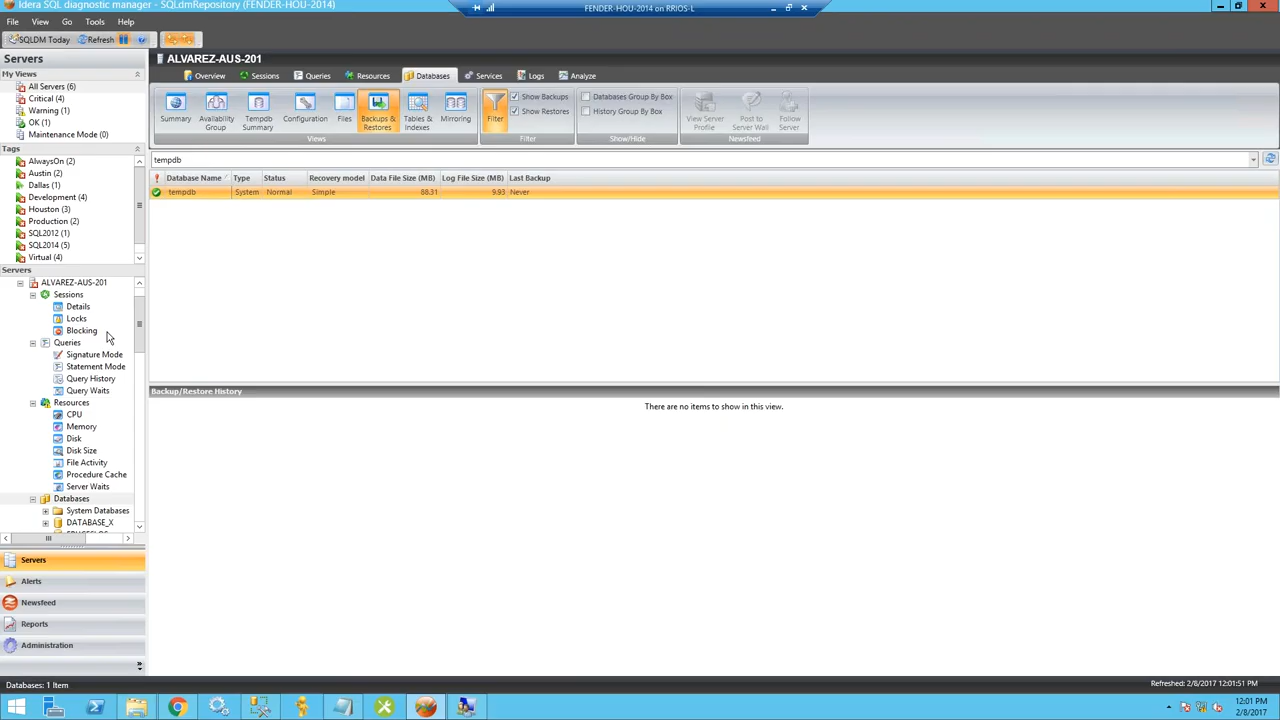 Idera SQL diagnostic manager - SQLdmRepository (FENDER-HOU-2014)
FENDER-HOU-2014 on RRIOS-L
File View Go Tools Help
SQLDM Today Refresh
Servers
My Views
All Servers (6)
Critical (4)
Warning (1)
OK (1)
Maintenance Mode (0)
Tags
AlwaysOn (2)
Austin (2)
Dallas (1)
Development (4)
Houston (3)
Production (2)
SQL2012 (1)
SQL2014 (5)
Virtual (4)
Servers
ALVAREZ-AUS-201
Sessions
Details
Locks
Blocking
Queries
Signature Mode
Statement Mode
Query History
Query Waits
Resources
CPU
Memory
Disk
Disk Size
File Activity
Procedure Cache
Server Waits
Databases
System Databases
DATABASE_X
Servers
Alerts
Newsfeed
Reports
Administration
ALVAREZ-AUS-201
Overview Sessions Queries Resources Databases Services Logs Analyze
Summary
Availability
Group
Tempdb
Summary
Configuration
Files
Backups &
Restores
Tables &
Indexes
Mirroring
Views
Filter
Show Backups
Show Restores
Filter
Databases Group By Box
History Group By Box
Show/Hide
View Server
Profile
Post to
Server Wall
Follow
Server
Newsfeed
tempdb
Database Name Type Status Recovery model Data File Size (MB) Log File Size (MB) Last Backup
tempdb System Normal Simple 88.31 9.93 Never
Backup/Restore History
There are no items to show in this view.
Databases: 1 Item
Refreshed: 2/8/2017 12:01:51 PM
12:01 PM
2/8/2017